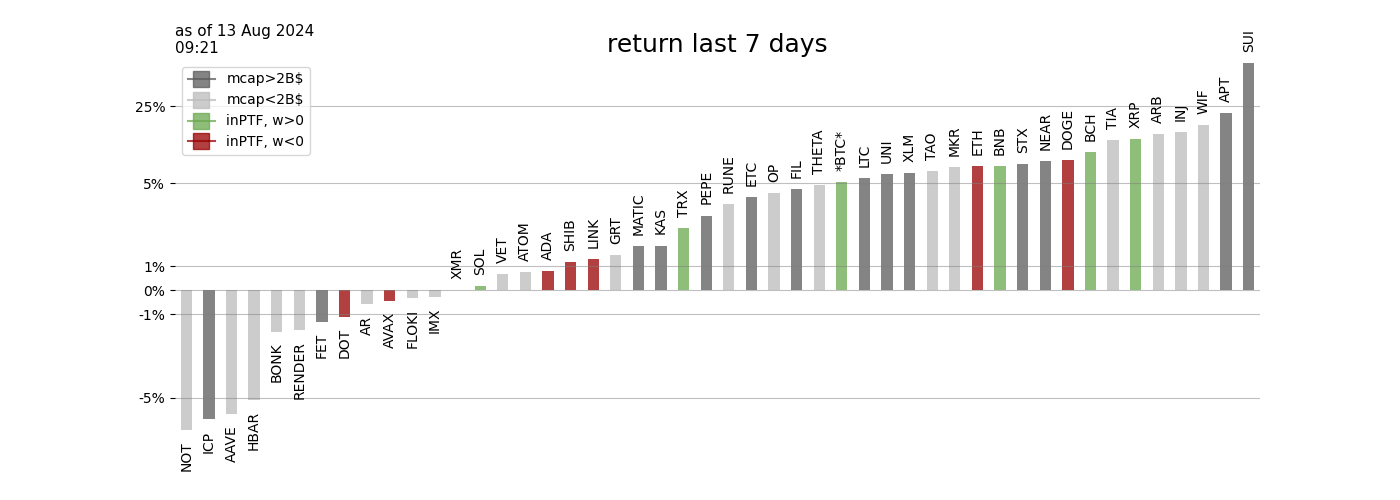 as of 13 Aug 2024
09:21
return last 7 days
mcap>2B$
mcap<2B$
inPTF, w>0
inPTF, w<0
25%
5%
1%
0%
-1%
-5%
NOT
ICP
AAVE
HBAR
BONK
RENDER
FET
DOT
AR
AVAX
FLOKI
IMX
XMR
SOL
VET
ATOM
ADA
SHIB
LINK
GRT
MATIC
KAS
TRX
PEPE
RUNE
ETC
OP
FIL
THETA
*BTC*
LTC
UNI
XLM
TAO
MKR
ETH
BNB
STX
NEAR
DOGE
BCH
TIA
XRP
ARB
INJ
WIF
APT
SUI